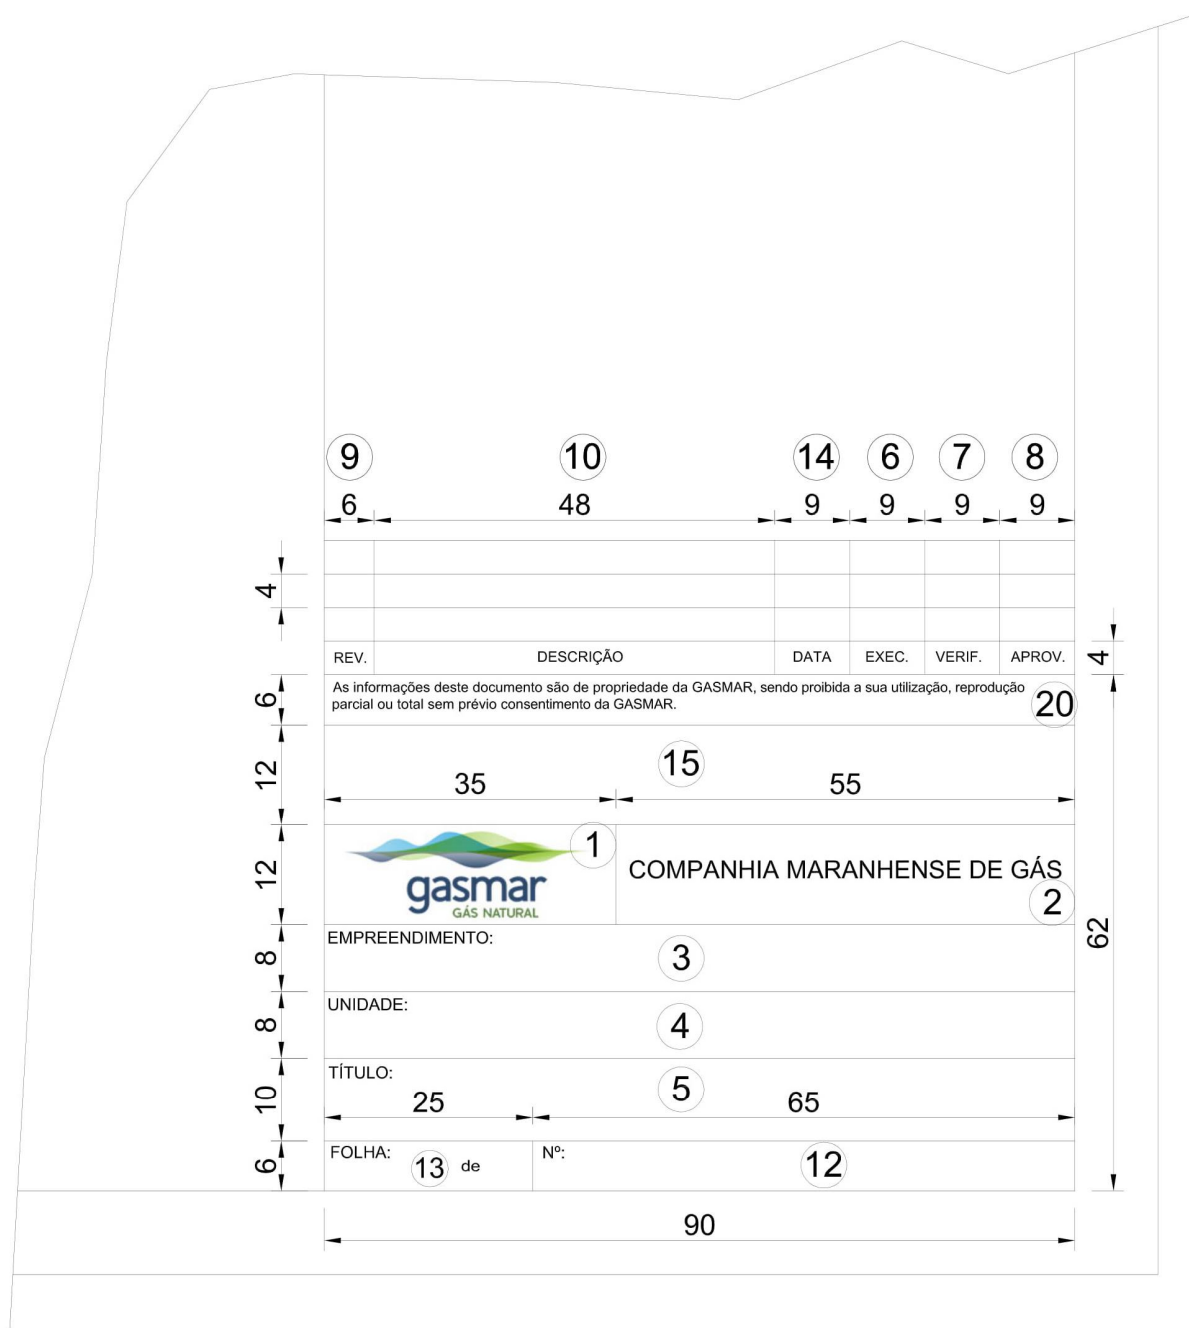 9 10 14 6 7 8
6 48 9 9 9 9
4
REV. DESCRIÇÃO DATA EXEC. VERIF. APROV. 4
As informações deste documento são de propriedade da GASMAR, sendo proibida a sua utilização, reprodução
parcial ou total sem prévio consentimento da GASMAR.
6 20
12 15
35 55
1
gasmar
GÁS NATURAL
12 COMPANHIA MARANHENSE DE GÁS
2
62
EMPREENDIMENTO:
8 3
UNIDADE:
8 4
TÍTULO:
5
10 25 65
FOLHA: 13 de Nº: 12
6
90